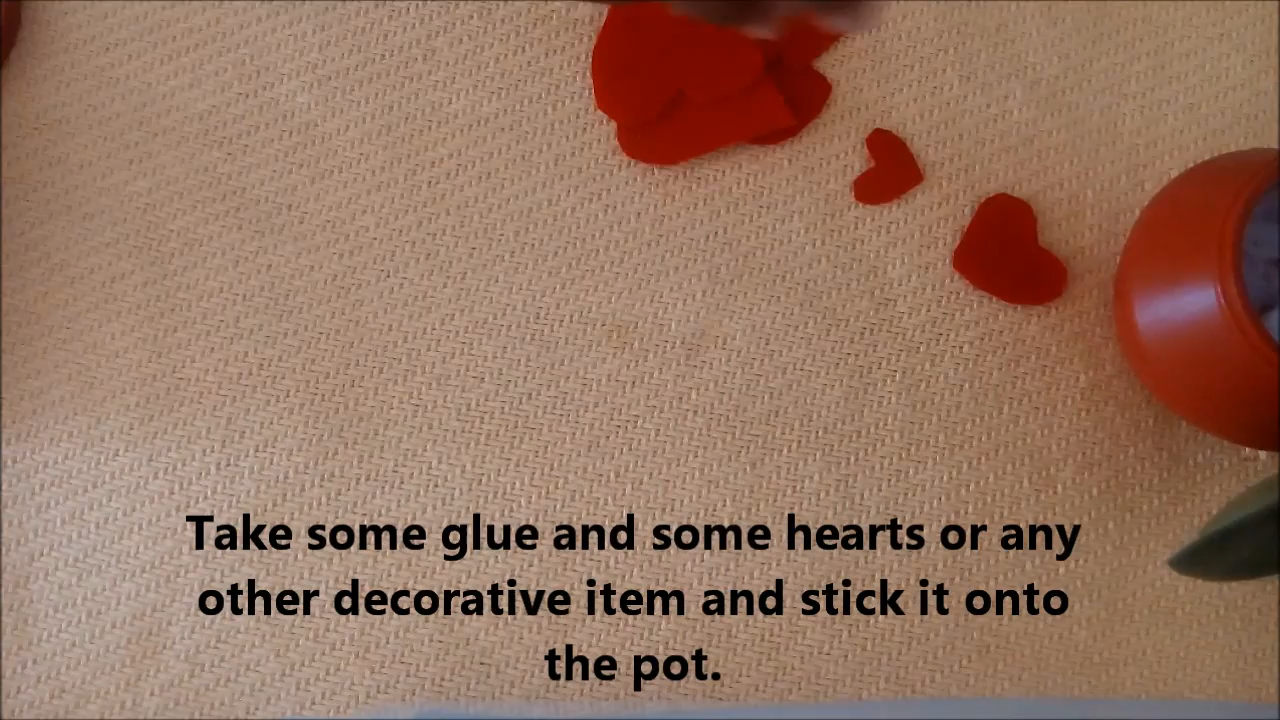 Take some glue and some hearts or any
other decorative item and stick it onto
the pot.